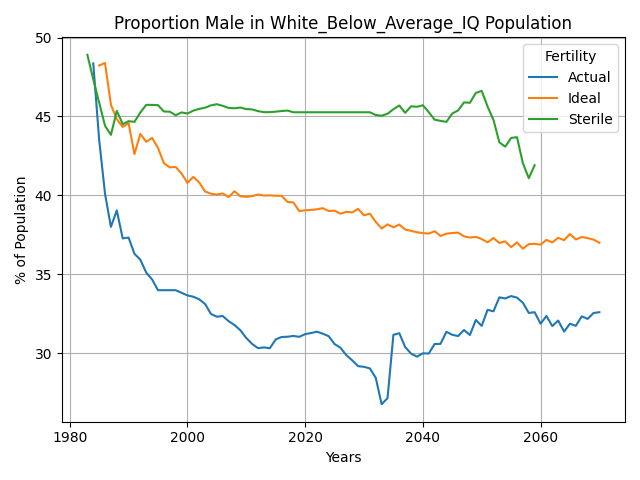 Proportion Male in White_Below_Average_IQ Population
% of Population
50
45
40
35
30
1980
2000
2020
2040
2060
Years
Fertility
Actual
Ideal
Sterile